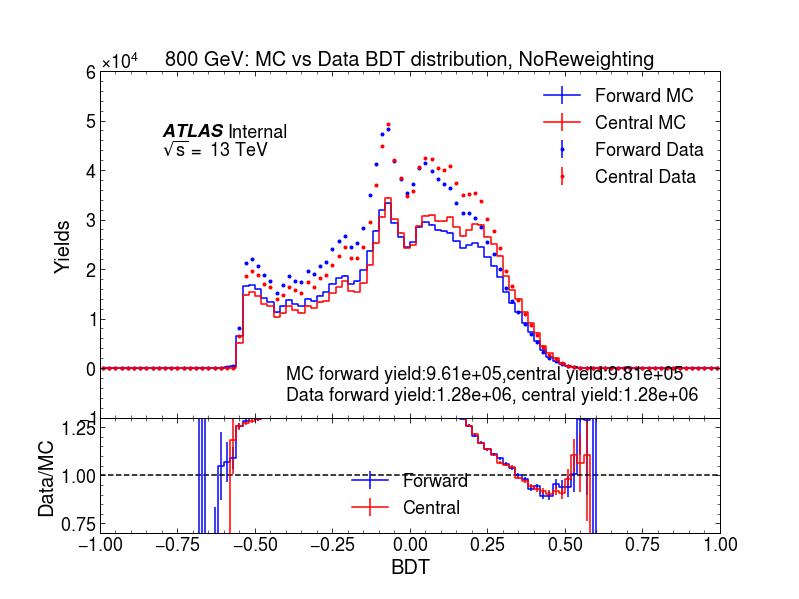 ×10⁴ 800 GeV: MC vs Data BDT distribution, NoReweighting
6
5
4
3
2
1
0
Yields
ATLAS Internal
√s = 13 TeV
Forward MC
Central MC
Forward Data
Central Data
MC forward yield:9.61e+05,central yield:9.81e+05
Data forward yield:1.28e+06, central yield:1.28e+06
1.25
1.00
0.75
Data/MC
Forward
Central
−1.00 −0.75 −0.50 −0.25 0.00 0.25 0.50 0.75 1.00
BDT